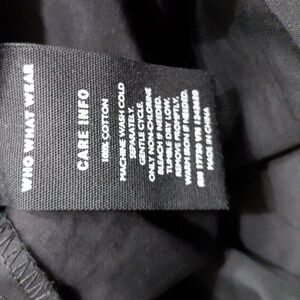 WHO WHAT WEAR
CARE INFO
100% COTTON
MACHINE WASH COLD
SEPARATELY.
GENTLE CYCLE.
ONLY NON-CHLORINE
BLEACH IF NEEDED.
TUMBLE DRY LOW.
REMOVE PROMPTLY.
WARM IRON IF NEEDED.
MADE IN CHINA